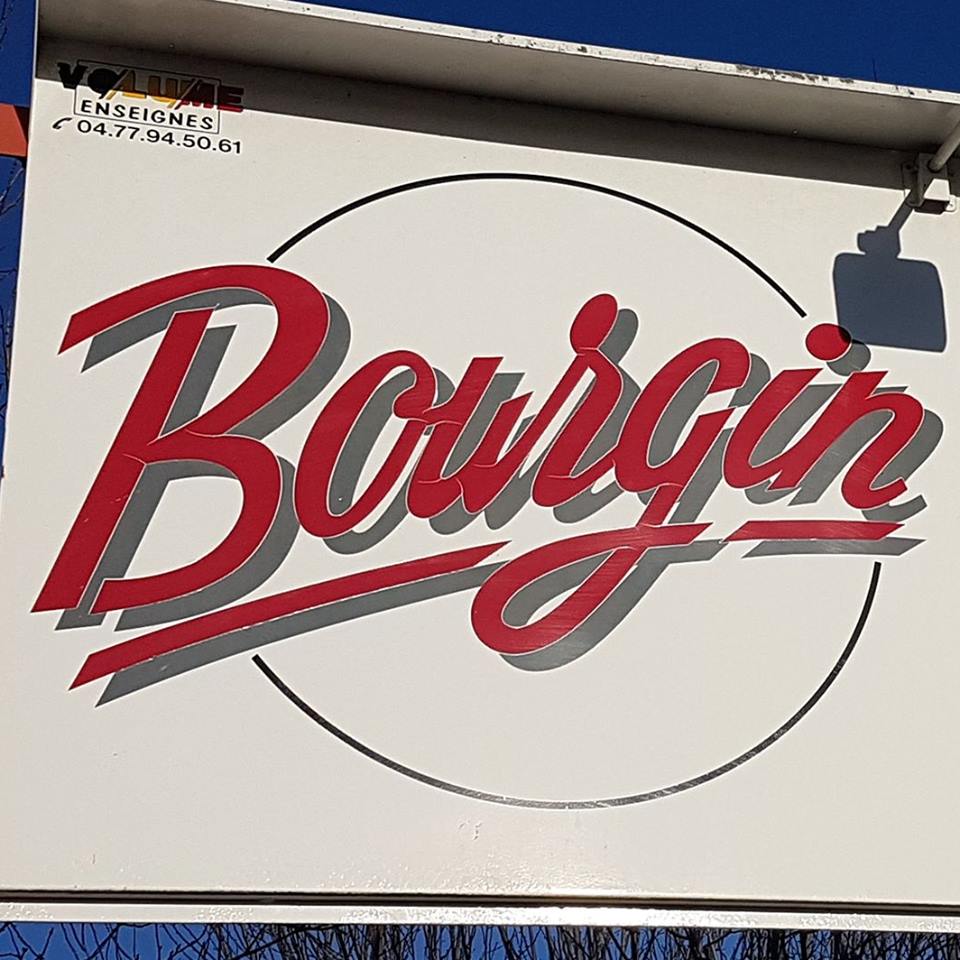 VOLUME
ENSEIGNES
04.77.94.50.61
Bourgin